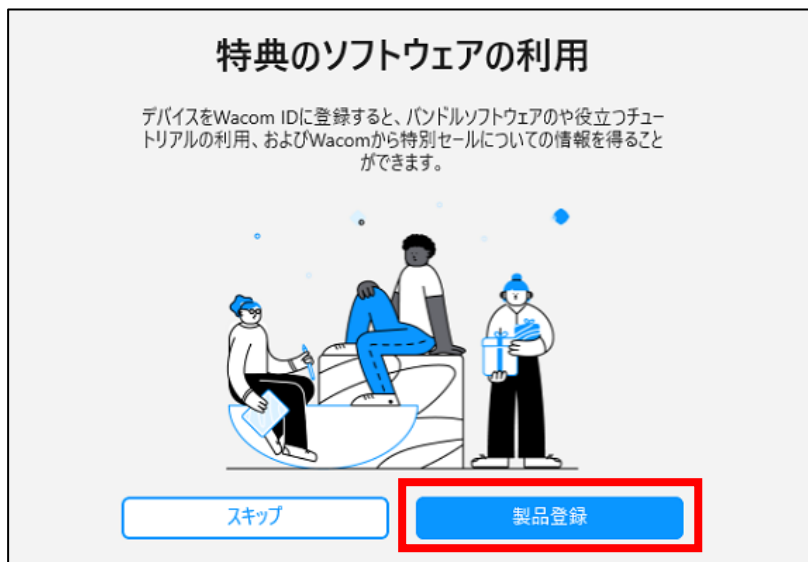 特典のソフトウェアの利用
デバイスをWacom IDに登録すると、バンドルソフトウェアのや役立つチュー
トリアルの利用、およびWacomから特別セールについての情報を得ること
ができます。
スキップ
製品登録